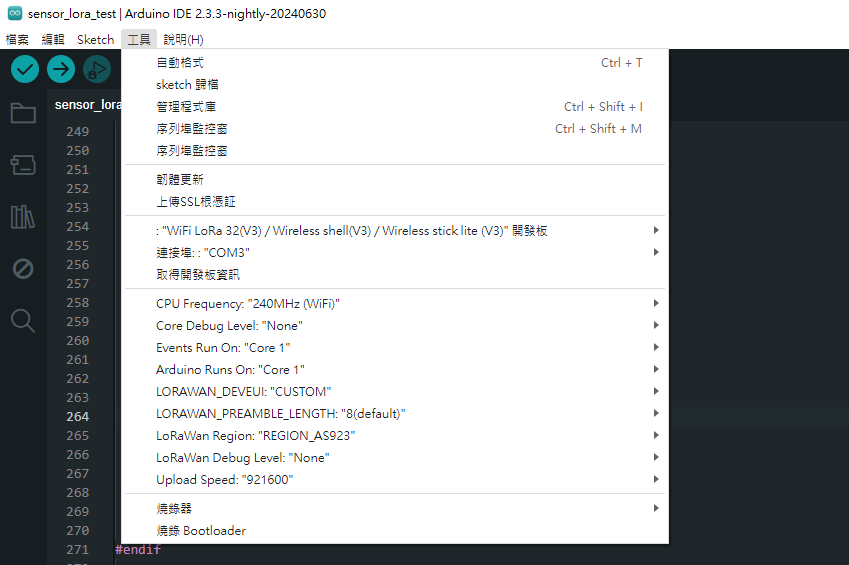 sensor_lora_test | Arduino IDE 2.3.3-nightly-20240630
檔案 編輯 Sketch 工具 說明(H)
自動格式 Ctrl + T
sketch 歸檔
管理程式庫 Ctrl + Shift + I
序列埠監控窗 Ctrl + Shift + M
序列埠監控窗
韌體更新
上傳SSL根憑証
: "WiFi LoRa 32(V3) / Wireless shell(V3) / Wireless stick lite (V3)" 開發板
連接埠: : "COM3"
取得開發板資訊
CPU Frequency: "240MHz (WiFi)"
Core Debug Level: "None"
Events Run On: "Core 1"
Arduino Runs On: "Core 1"
LORAWAN_DEVEUI: "CUSTOM"
LORAWAN_PREAMBLE_LENGTH: "8(default)"
LoRaWan Region: "REGION_AS923"
LoRaWan Debug Level: "None"
Upload Speed: "921600"
燒錄器
燒錄 Bootloader
sensor_lora
249
250
251
252
253
254
255
256
257
258
259
260
261
262
263
264
265
266
267
268
269
270
271 #endif